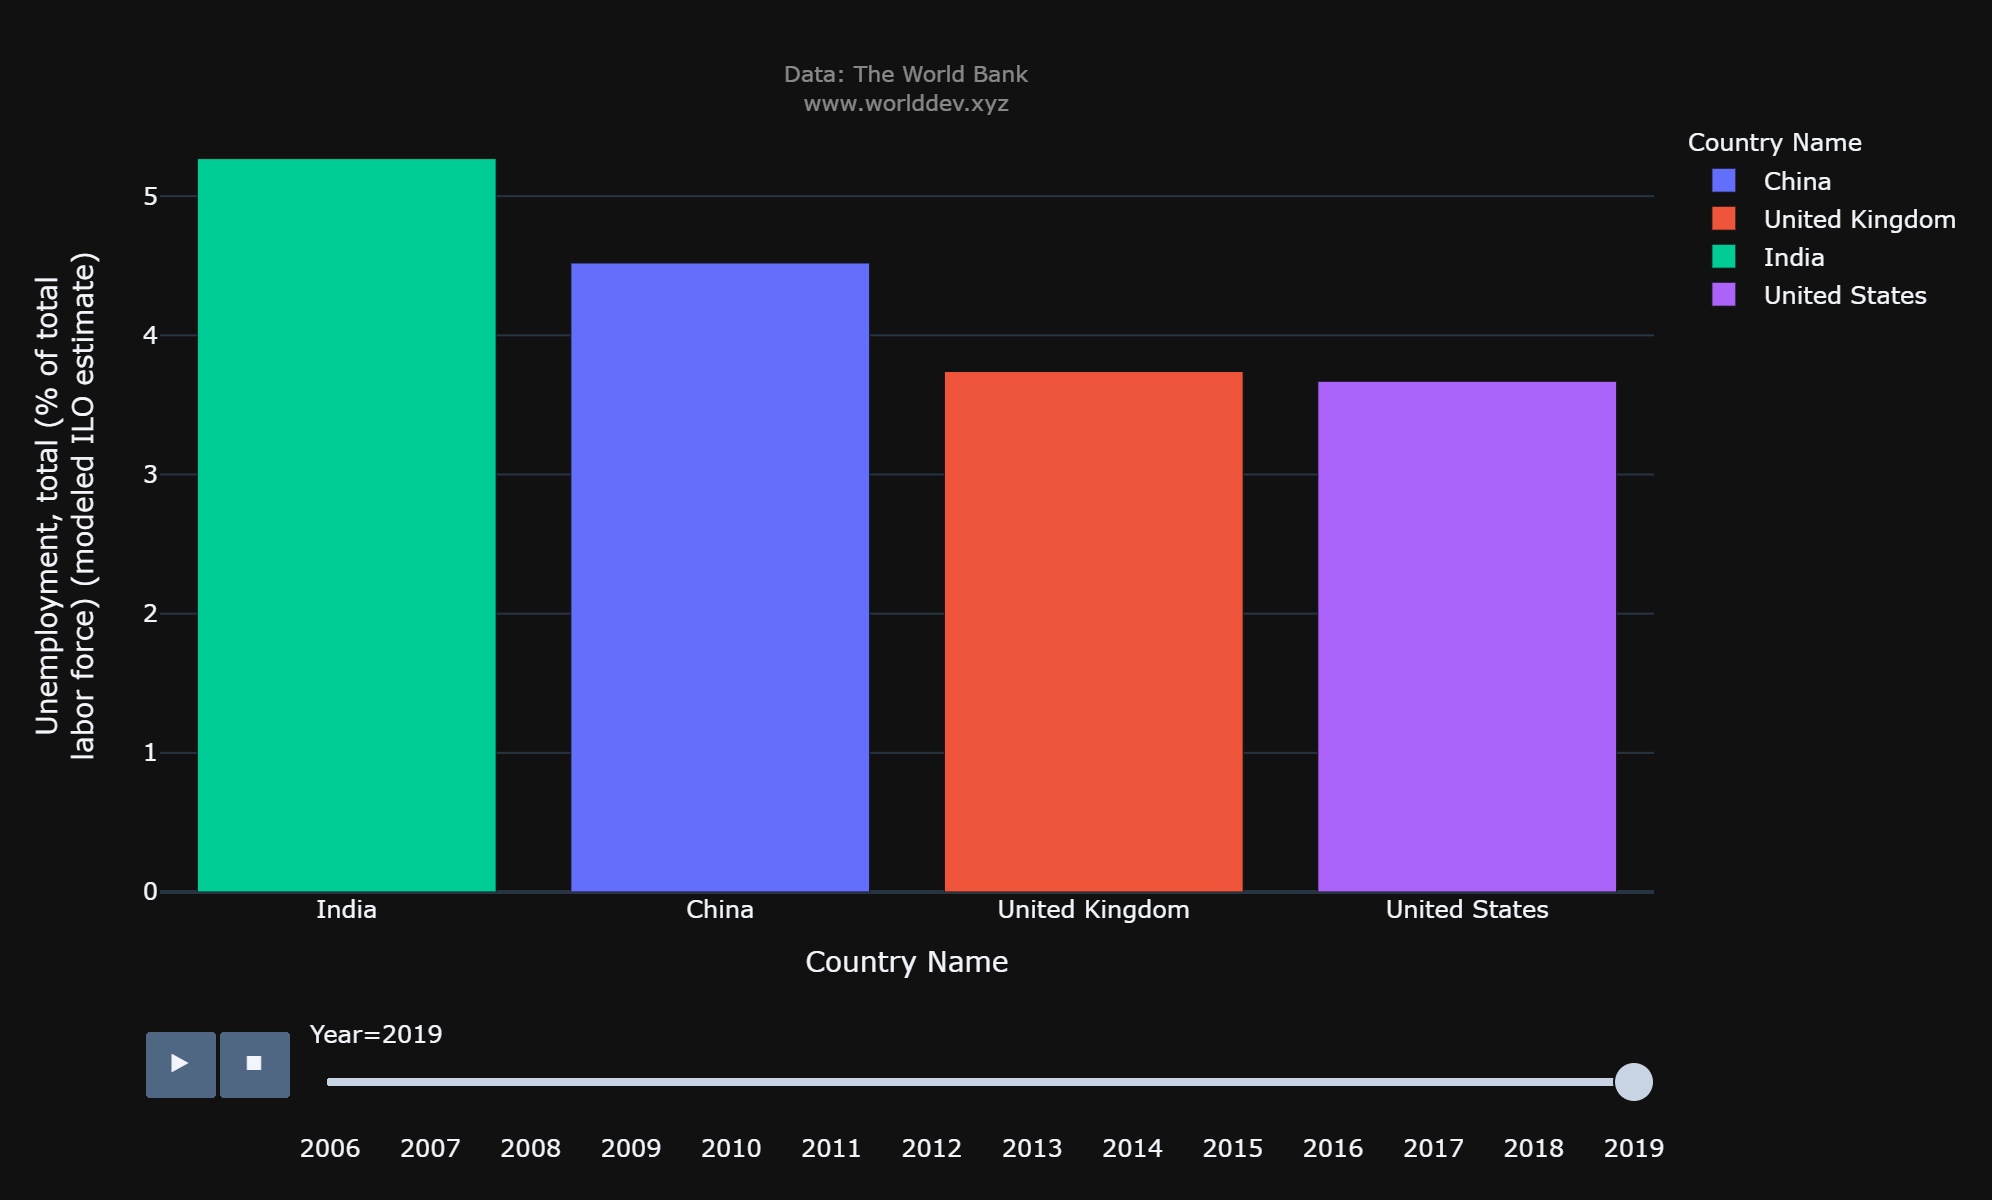 Data: The World Bank
www.worlddev.xyz
Unemployment, total (% of total
labor force) (modeled ILO estimate)
5
4
3
2
1
0
India
China
United Kingdom
United States
Country Name
Country Name
China
United Kingdom
India
United States
Year=2019
2006
2007
2008
2009
2010
2011
2012
2013
2014
2015
2016
2017
2018
2019